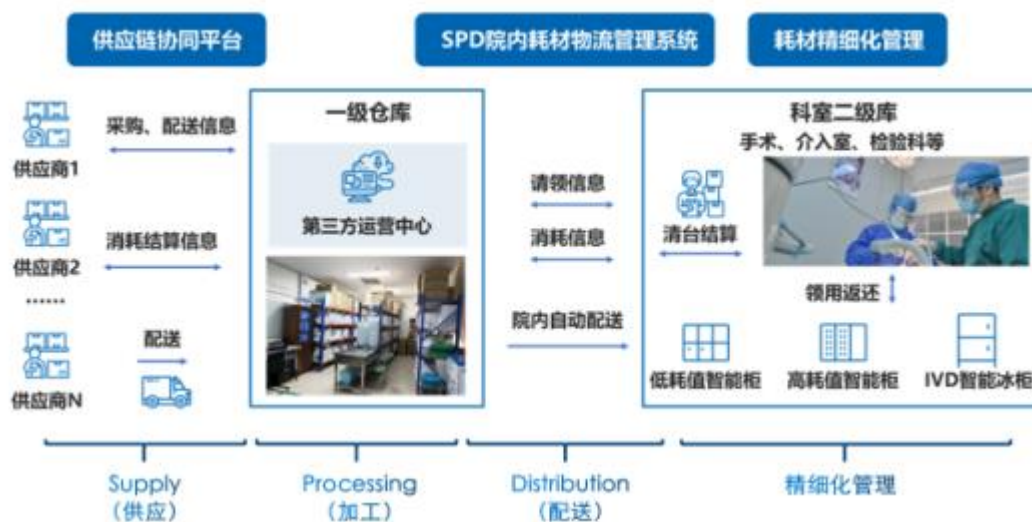 供应链协同平台
SPD院内耗材物流管理系统
耗材精细化管理
供应商1
采购、配送信息
供应商2
消耗结算信息
……
供应商N
配送
一级仓库
第三方运营中心
请领信息
消耗信息
院内自动配送
科室二级库
手术、介入室、检验科等
清台结算
领用返还
低耗值智能柜
高耗值智能柜
IVD智能冰柜
Supply
（供应）
Processing
（加工）
Distribution
（配送）
精细化管理